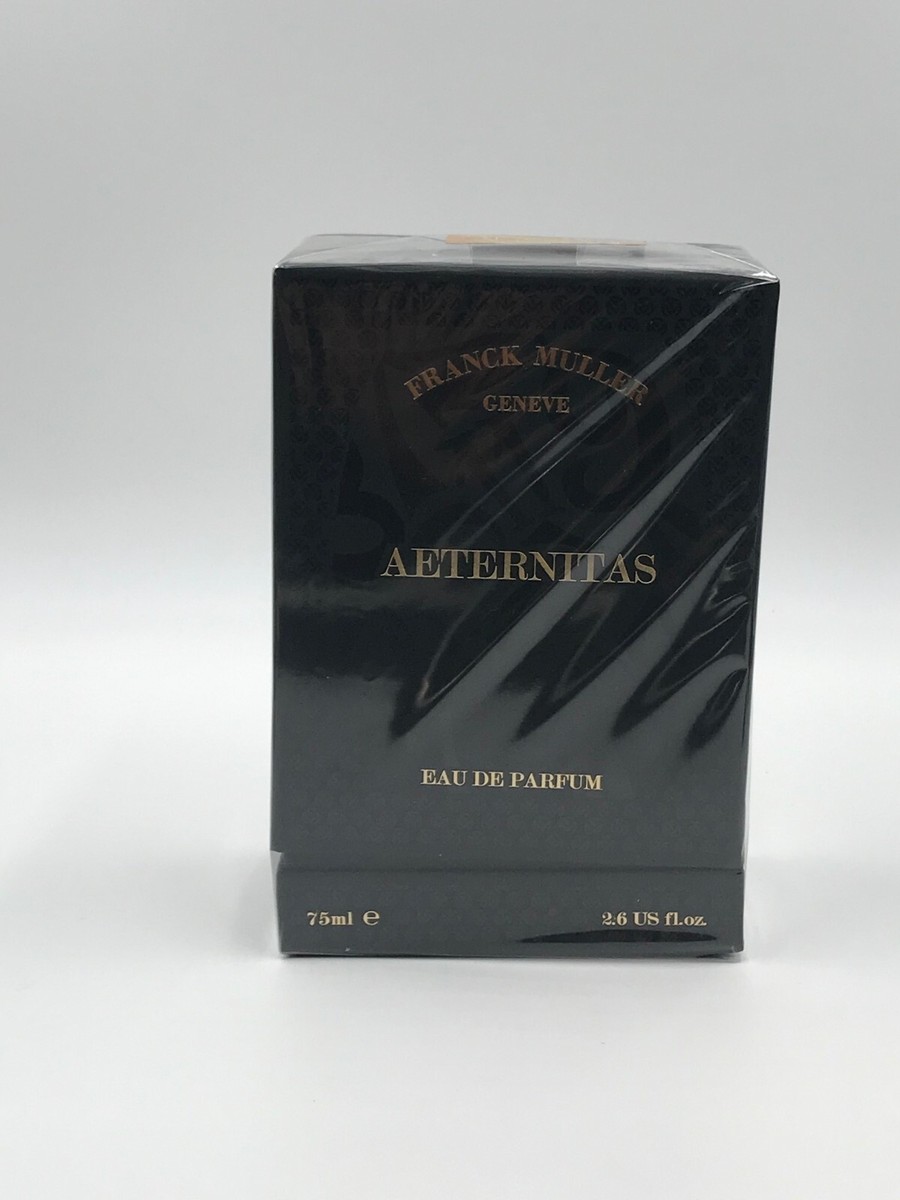 FRANCK MULLER
GENEVE
AETERNITAS
EAU DE PARFUM
75ml ℮ 2.6 US fl.oz.